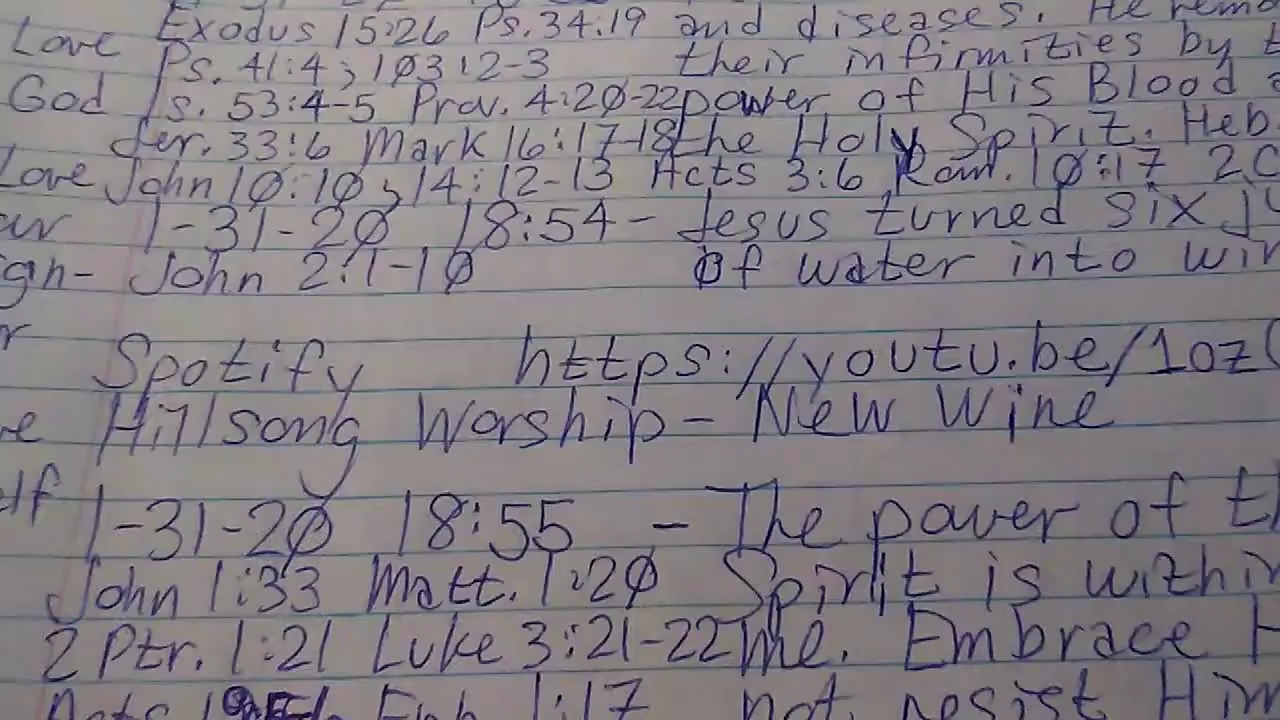 Love Exodus 15:26 Ps. 34.19 and diseases. He
Ps. 41:4; 103:2-3 their infirmities by
God Is. 53:4-5 Prov. 4:20-22 power of His Blood
Jer. 33:6 Mark 16:17-18 the Holy Spirit. Heb.
Love John 10:10; 14:12-13 Acts 3:6 Rom. 10:17
1-31-20 18:54 - Jesus turned six
John 2:1-10 of water into
Spotify https://youtu.be/1oz
Hillsong Worship - New Wine
1-31-20 18:55 - The power of
John 1:33 Matt. 1:20 Spirit is
2 Ptr. 1:21 Luke 3:21-22 me. Embrace
1:17 not resist Him